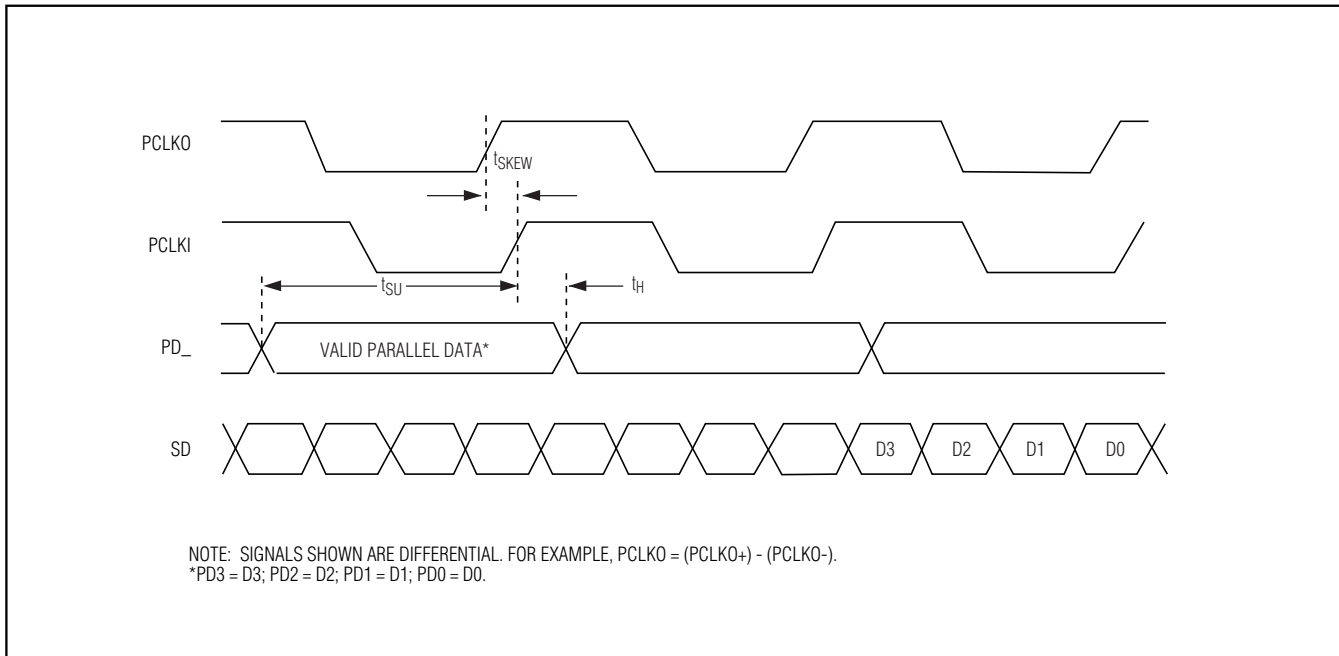 PCLKO
tSKEW
PCLKI
tSU
tH
PD_
VALID PARALLEL DATA*
SD
D3
D2
D1
D0
NOTE: SIGNALS SHOWN ARE DIFFERENTIAL. FOR EXAMPLE, PCLKO = (PCLKO+) - (PCLKO-).
*PD3 = D3; PD2 = D2; PD1 = D1; PD0 = D0.